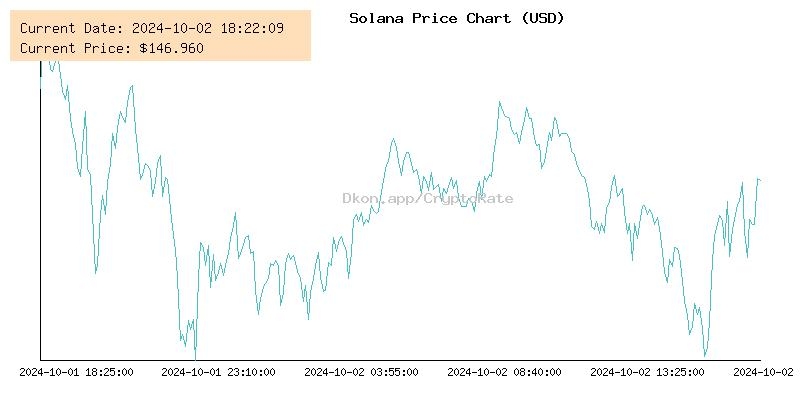 Solana Price Chart (USD)
Current Date: 2024-10-02 18:22:09
Current Price: $146.960
Dkon.app/CryptoRate
2024-10-01 18:25:00 2024-10-01 23:10:00 2024-10-02 03:55:00 2024-10-02 08:40:00 2024-10-02 13:25:00 2024-10-02